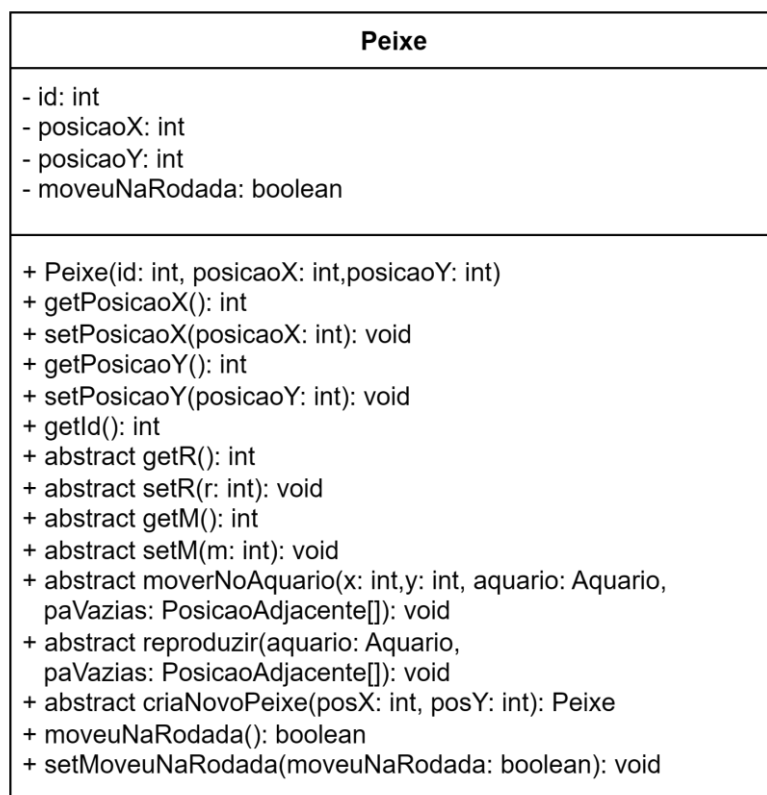 Peixe
- id: int
- posicaoX: int
- posicaoY: int
- moveuNaRodada: boolean
+ Peixe(id: int, posicaoX: int,posicaoY: int)
+ getPosicaoX(): int
+ setPosicaoX(posicaoX: int): void
+ getPosicaoY(): int
+ setPosicaoY(posicaoY: int): void
+ getId(): int
+ abstract getR(): int
+ abstract setR(r: int): void
+ abstract getM(): int
+ abstract setM(m: int): void
+ abstract moverNoAquario(x: int,y: int, aquario: Aquario,
paVazias: PosicaoAdjacente[]): void
+ abstract reproduzir(aquario: Aquario,
paVazias: PosicaoAdjacente[]): void
+ abstract criaNovoPeixe(posX: int, posY: int): Peixe
+ moveuNaRodada(): boolean
+ setMoveuNaRodada(moveuNaRodada: boolean): void